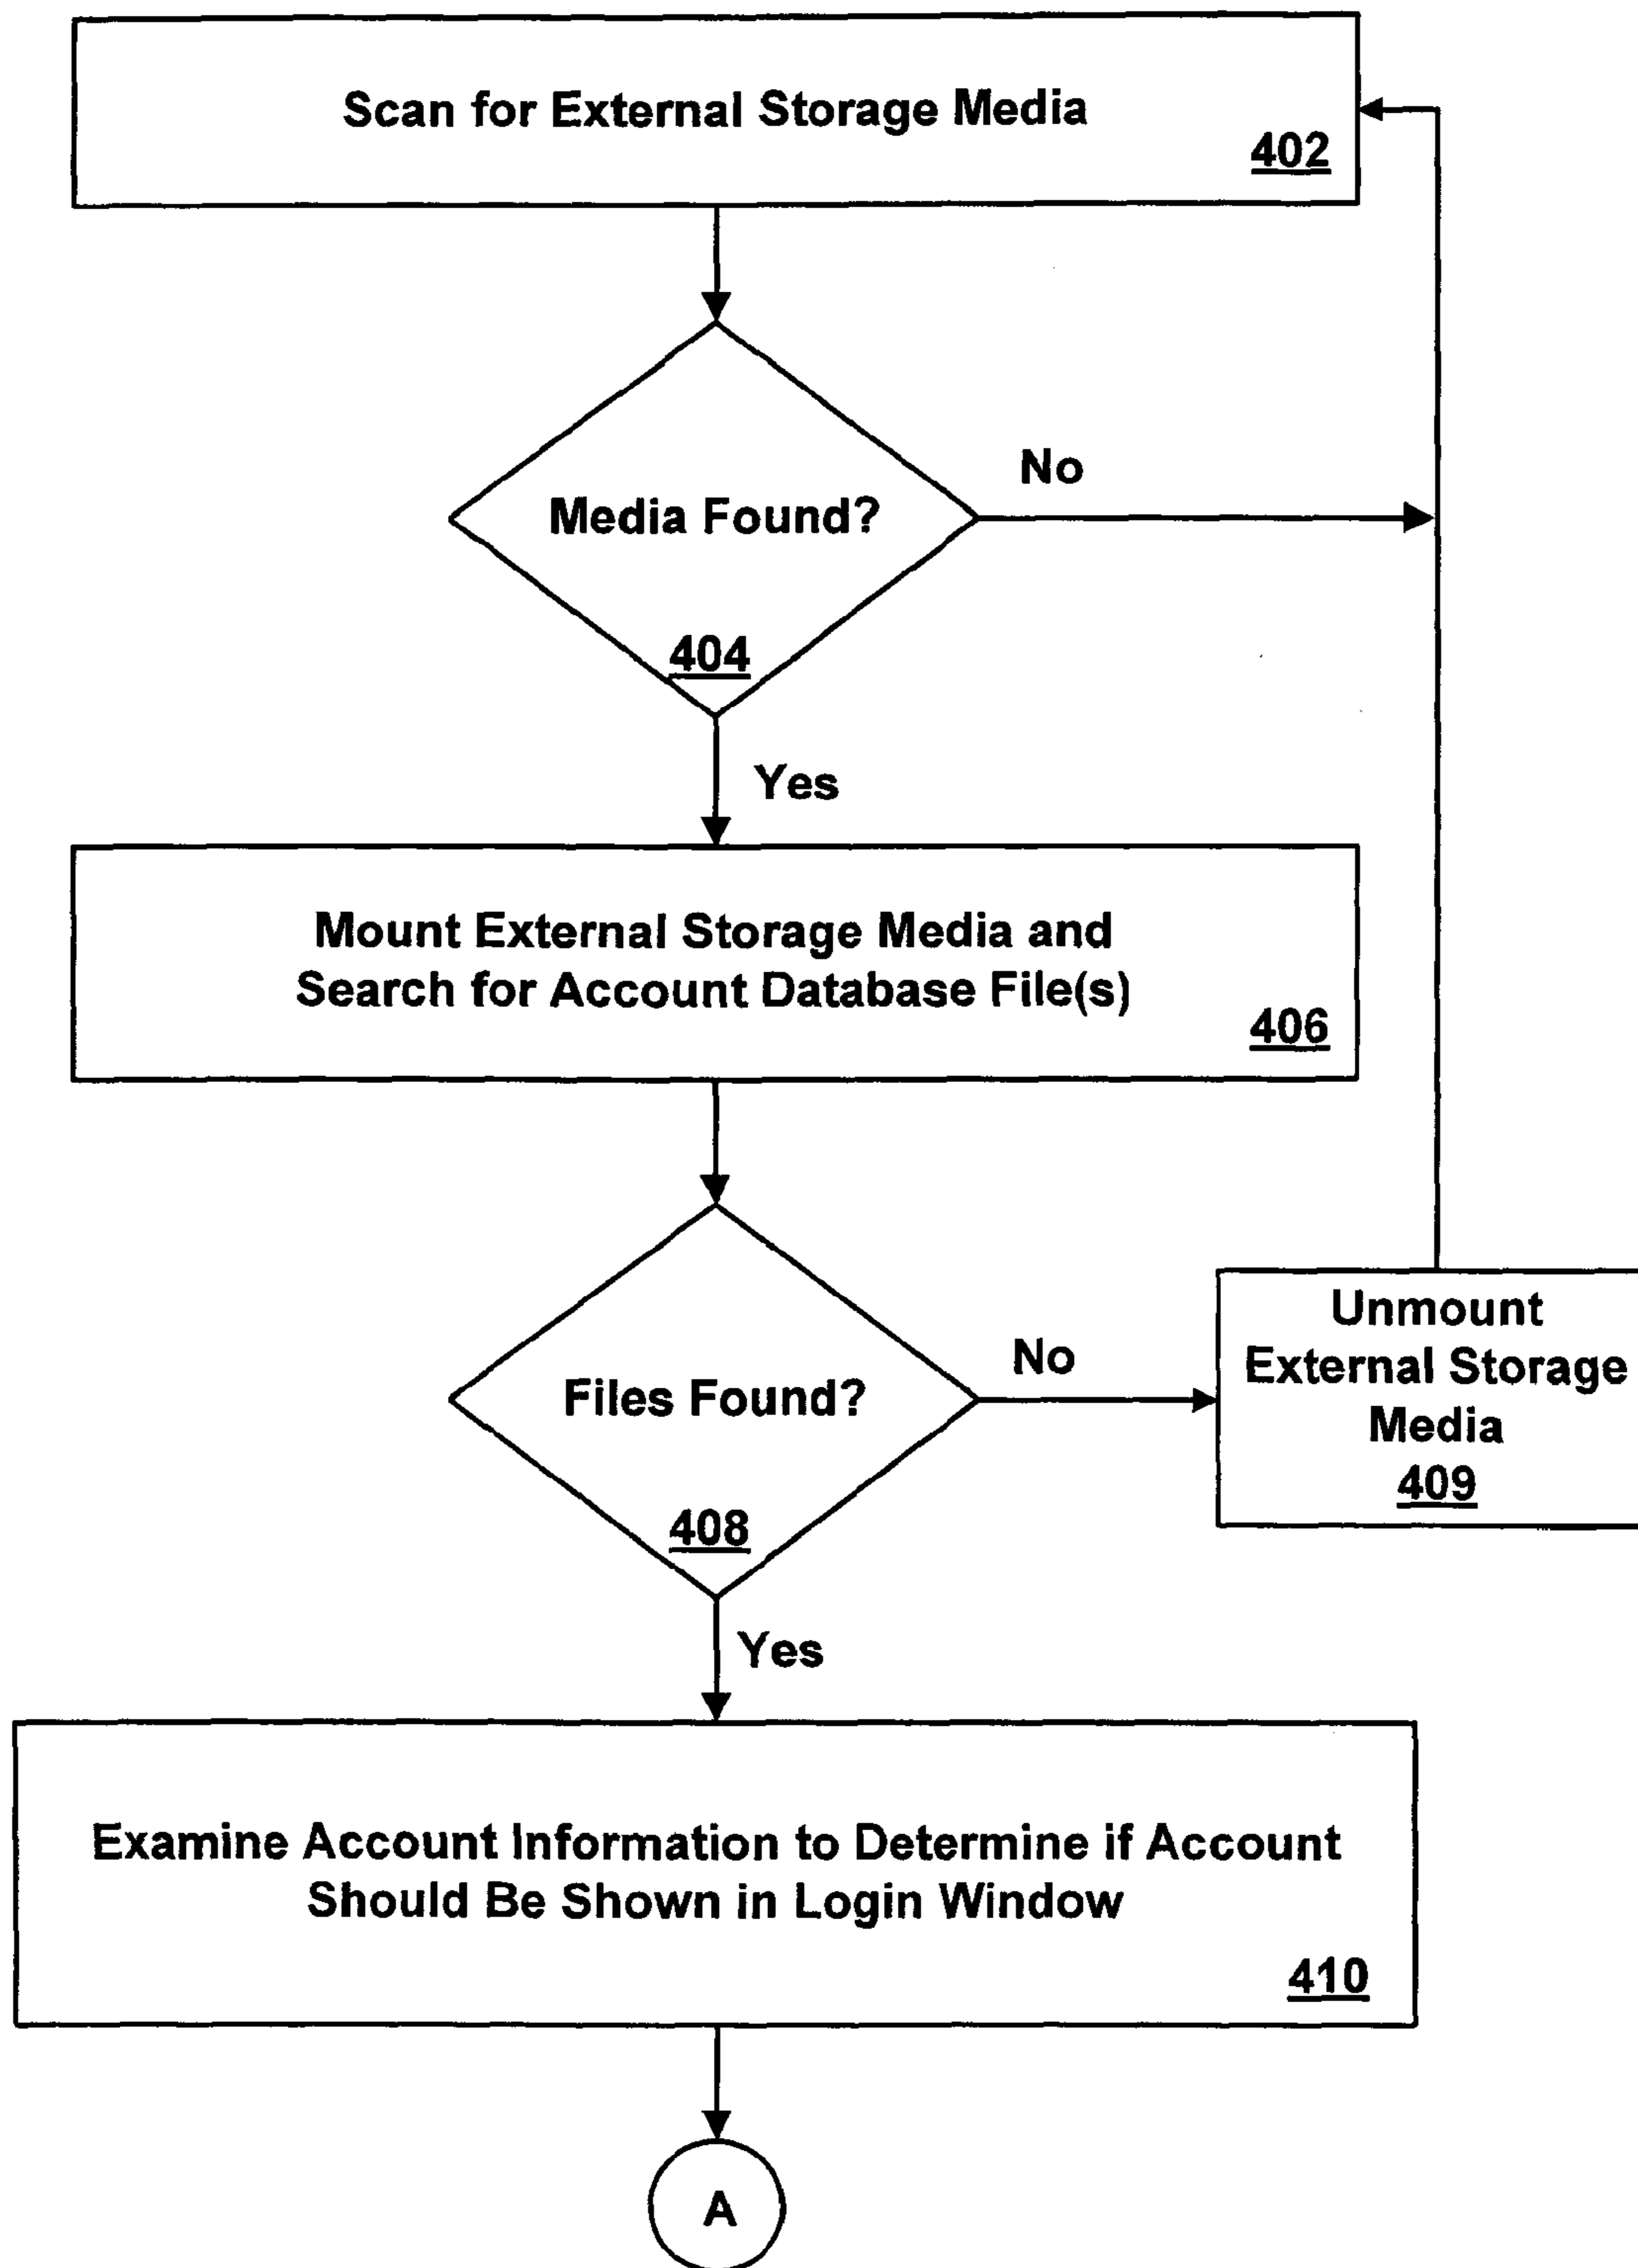 Scan for External Storage Media
402
No
Media Found?
404
Yes
Mount External Storage Media and
Search for Account Database File(s)
406
Unmount
External Storage
Media
409
No
Files Found?
408
Yes
Examine Account Information to Determine if Account
Should Be Shown in Login Window
410
A